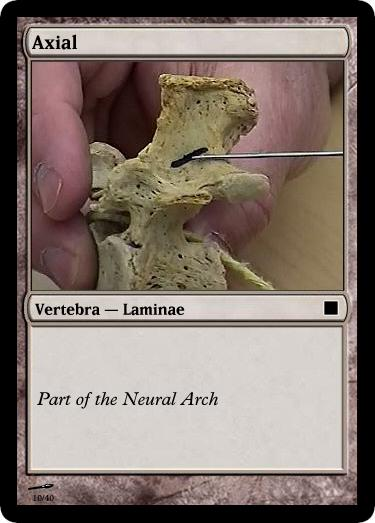 Axial
Vertebra — Laminae
Part of the Neural Arch
10/40